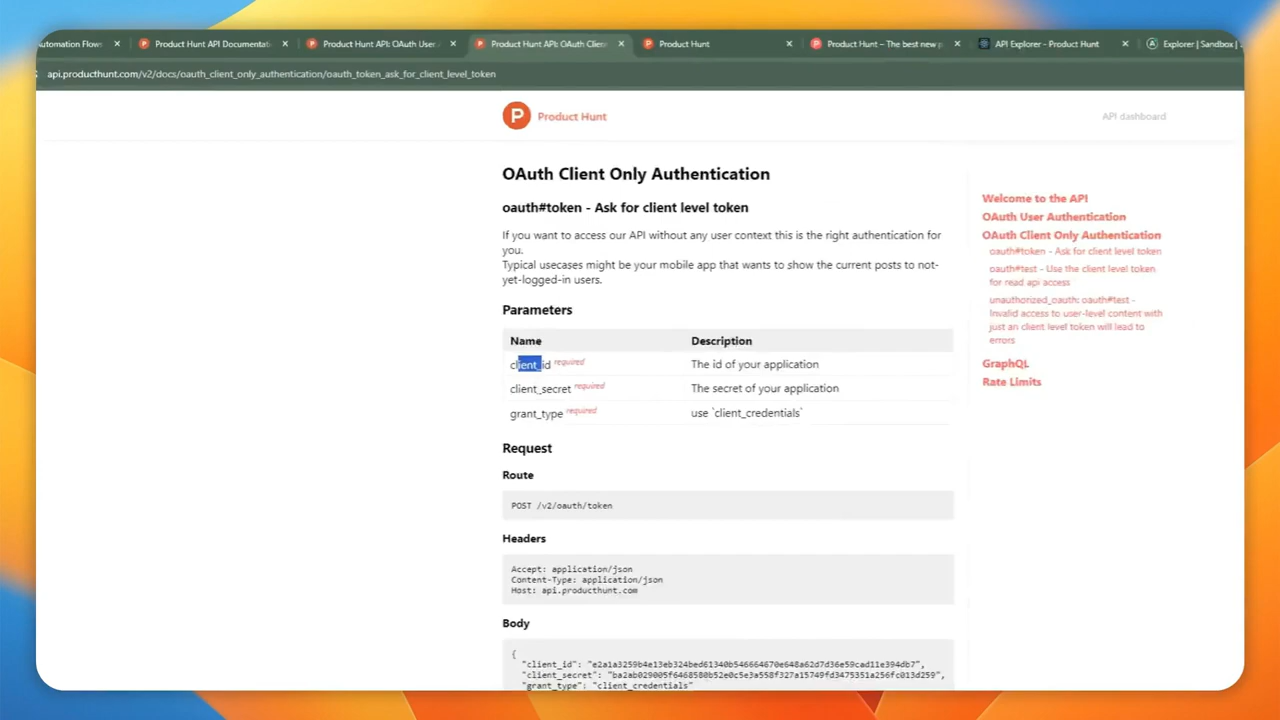 utomation Flows
Product Hunt API Documentati
Product Hunt API: OAuth User
Product Hunt API: OAuth Clien
Product Hunt
Product Hunt – The best new p
API Explorer - Product Hunt
Explorer | Sandbox |
api.producthunt.com/v2/docs/oauth_client_only_authentication/oauth_token_ask_for_client_level_token
P Product Hunt
API dashboard
OAuth Client Only Authentication
oauth#token - Ask for client level token
If you want to access our API without any user context this is the right authentication for
you.
Typical usecases might be your mobile app that wants to show the current posts to not-
yet-logged-in users.
Parameters
Name Description
client_id required The id of your application
client_secret required The secret of your application
grant_type required use `client_credentials`
Request
Route
POST /v2/oauth/token
Headers
Accept: application/json
Content-Type: application/json
Host: api.producthunt.com
Body
{
"client_id": "e2a1a3259b4e13eb324bed61340b546664670e648a62d7d36e59cad11e394db7",
"client_secret": "ba2ab029005f6468580b52e0c5e3a558f327a15749fd3475351a256fc013d259",
"grant_type": "client_credentials"
Welcome to the API
OAuth User Authentication
OAuth Client Only Authentication
oauth#token - Ask for client level token
oauth#test - Use the client level token
for read api access
unauthorized_oauth: oauth#test -
Invalid access to user-level content with
just an client level token will lead to
errors
GraphQL
Rate Limits